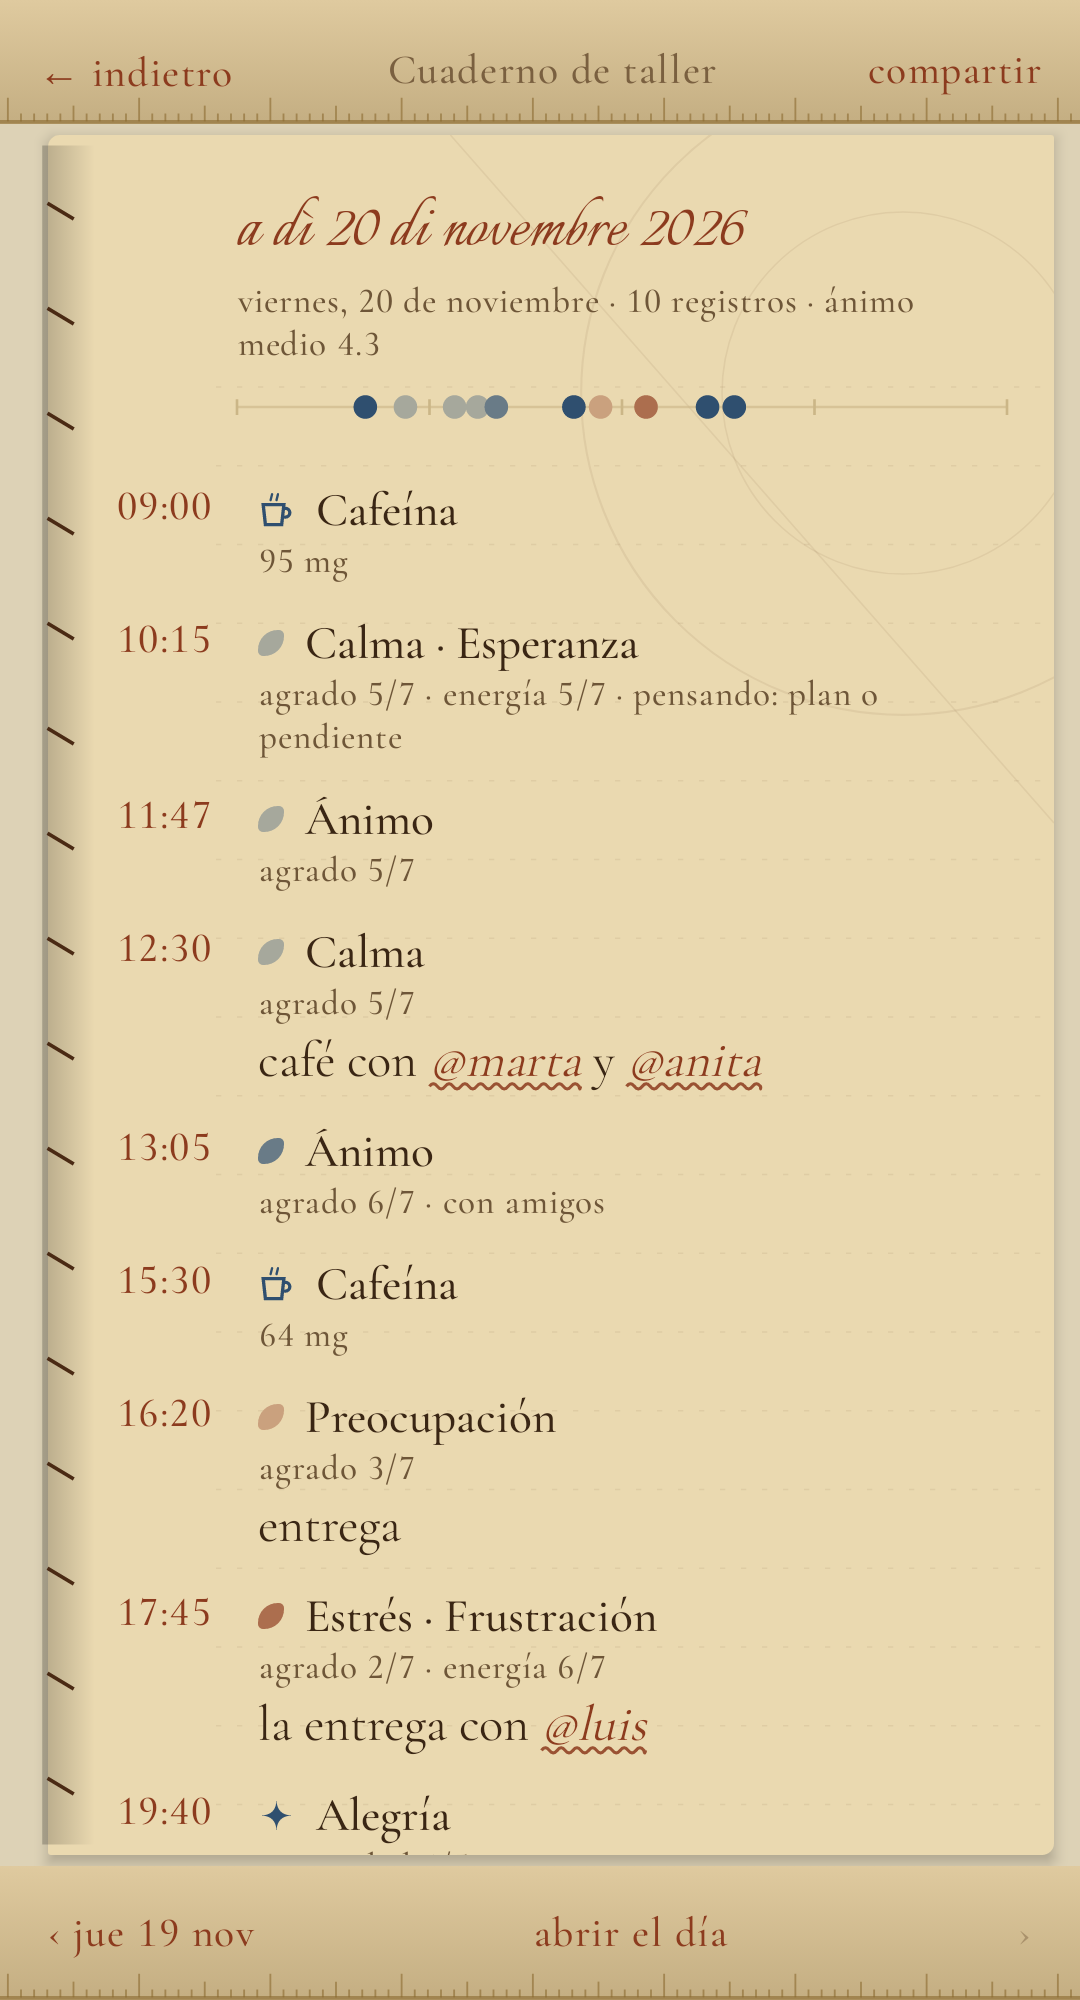 ← indietro
Cuaderno de taller
compartir
a dì 20 di novembre 2026
viernes, 20 de noviembre · 10 registros · ánimo
medio 4.3
09:00 Cafeína
95 mg
10:15 Calma · Esperanza
agrado 5/7 · energía 5/7 · pensando: plan o
pendiente
11:47 Ánimo
agrado 5/7
12:30 Calma
agrado 5/7
café con @marta y @anita
13:05 Ánimo
agrado 6/7 · con amigos
15:30 Cafeína
64 mg
16:20 Preocupación
agrado 3/7
entrega
17:45 Estrés · Frustración
agrado 2/7 · energía 6/7
la entrega con @luis
19:40 Alegría
‹ jue 19 nov
abrir el día
›